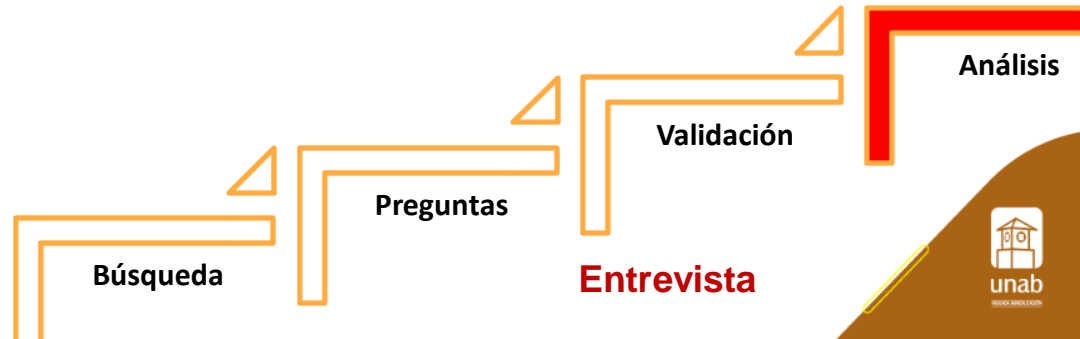 Análisis
Validación
Preguntas
Búsqueda
Entrevista
unab